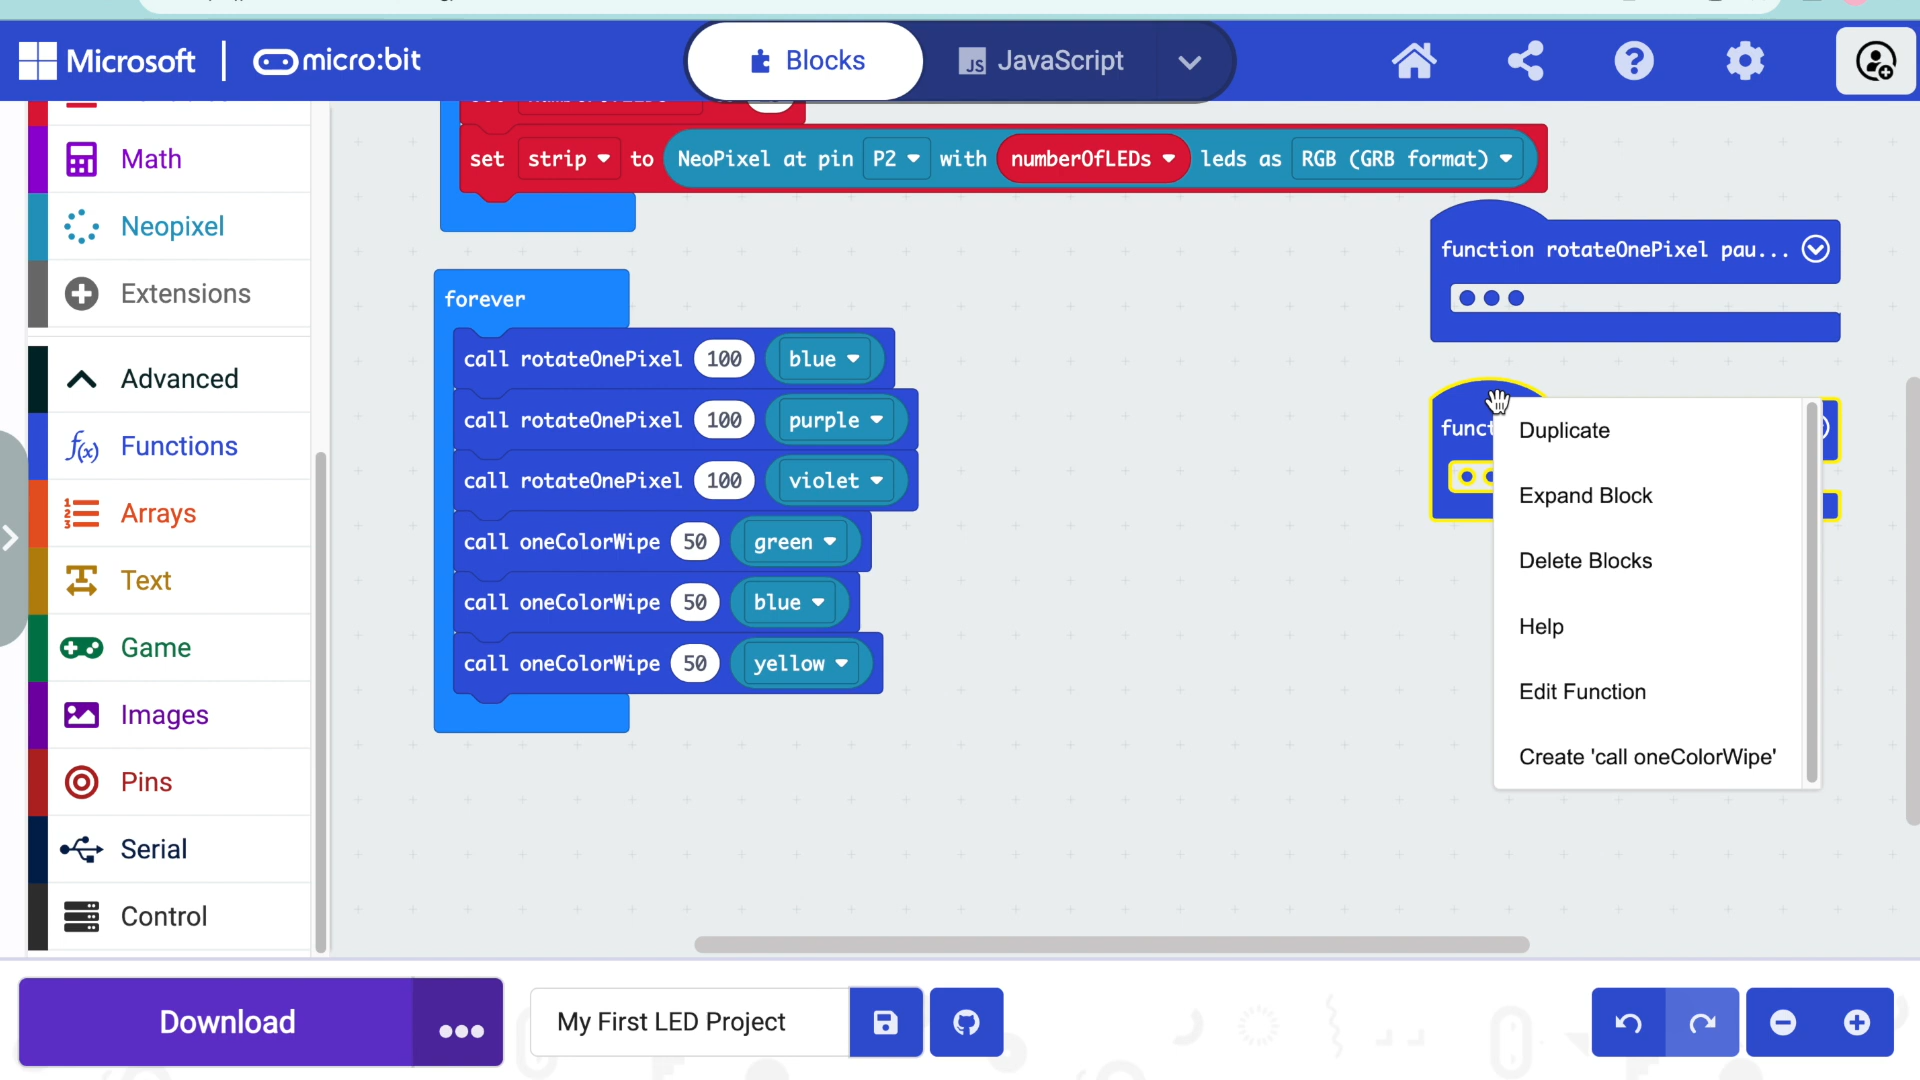 Microsoft | micro:bit
Blocks
JS JavaScript
Math
Neopixel
Extensions
Advanced
f(x) Functions
Arrays
Text
Game
Images
Pins
Serial
Control
set strip to NeoPixel at pin P2 with numberOfLEDs leds as RGB (GRB format)
forever
call rotateOnePixel 100 blue
call rotateOnePixel 100 purple
call rotateOnePixel 100 violet
call oneColorWipe 50 green
call oneColorWipe 50 blue
call oneColorWipe 50 yellow
function rotateOnePixel pau...
funct
Duplicate
Expand Block
Delete Blocks
Help
Edit Function
Create 'call oneColorWipe'
Download
My First LED Project